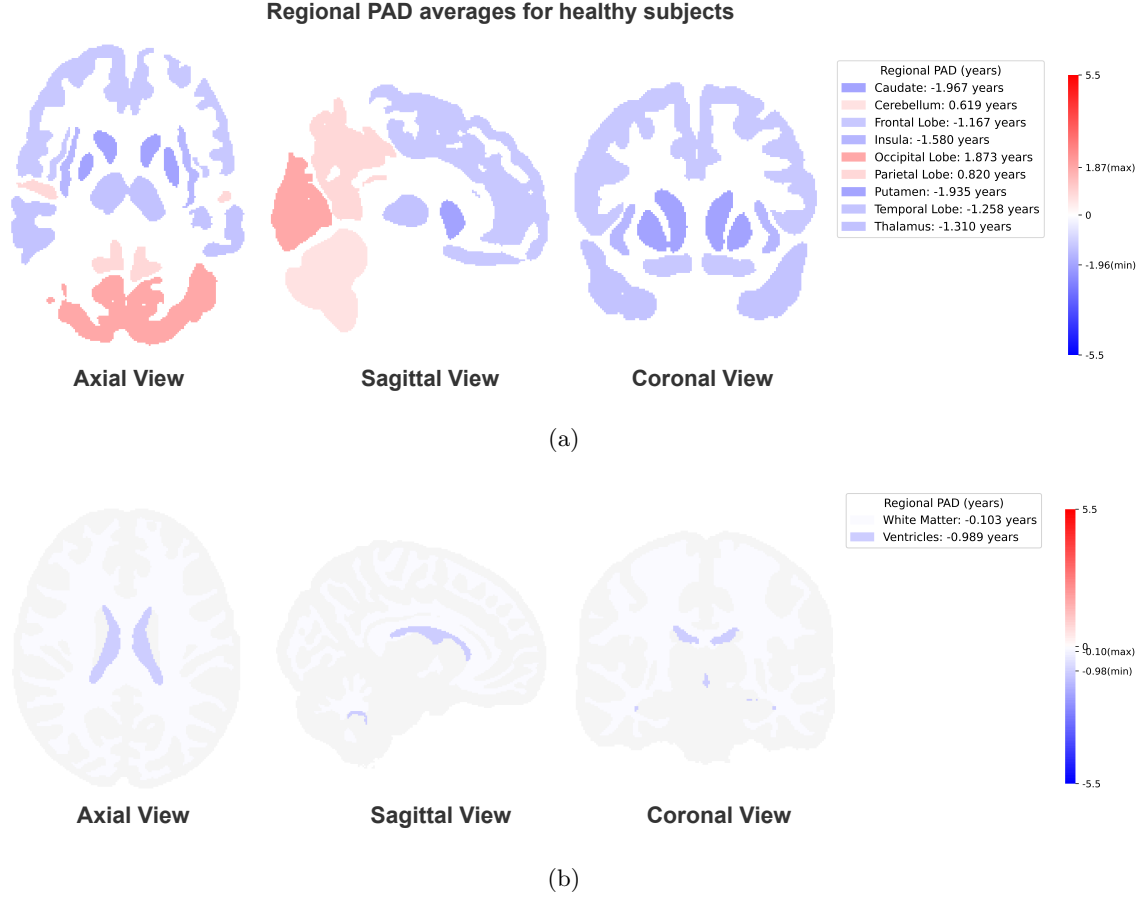 Regional PAD averages for healthy subjects
Regional PAD (years)
Caudate: -1.967 years
Cerebellum: 0.619 years
Frontal Lobe: -1.167 years
Insula: -1.580 years
Occipital Lobe: 1.873 years
Parietal Lobe: 0.820 years
Putamen: -1.935 years
Temporal Lobe: -1.258 years
Thalamus: -1.310 years
5.5
1.87(max)
0
-1.96(min)
-5.5
Axial View
Sagittal View
Coronal View
(a)
Regional PAD (years)
White Matter: -0.103 years
Ventricles: -0.989 years
5.5
0
-0.10(max)
-0.98(min)
-5.5
Axial View
Sagittal View
Coronal View
(b)